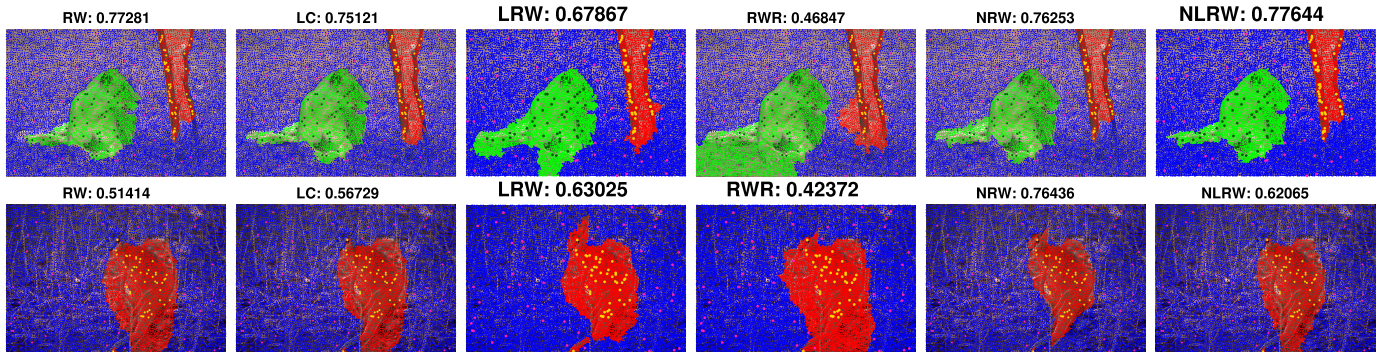 RW: 0.77281
LC: 0.75121
LRW: 0.67867
RWR: 0.46847
NRW: 0.76253
NLRW: 0.77644
RW: 0.51414
LC: 0.56729
LRW: 0.63025
RWR: 0.42372
NRW: 0.76436
NLRW: 0.62065